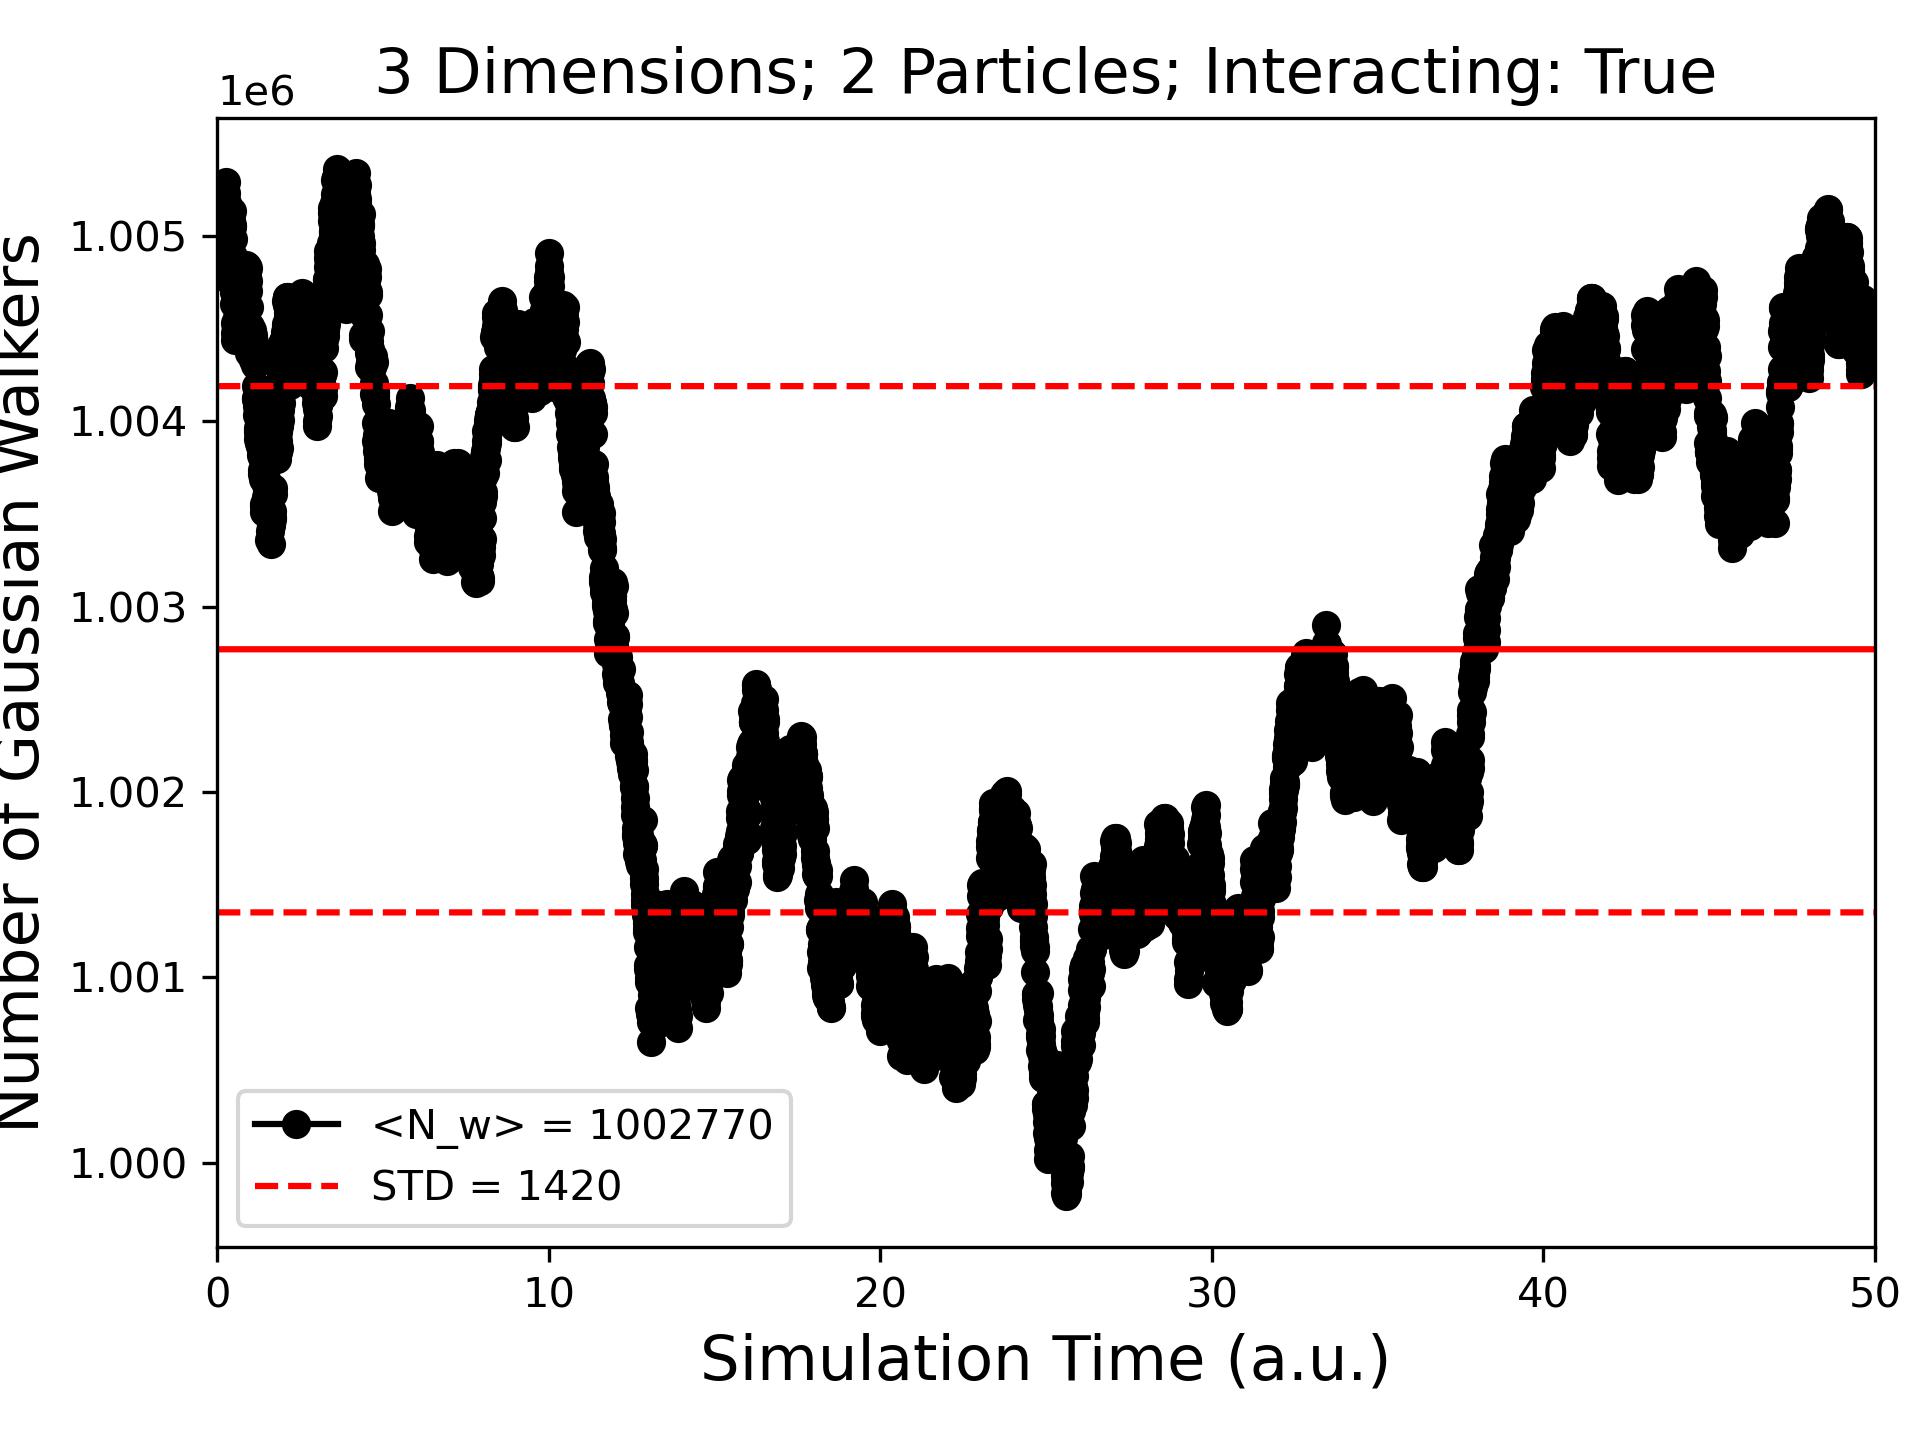 3 Dimensions; 2 Particles; Interacting: True
1e6
Number of Gaussian Walkers
1.005
1.004
1.003
1.002
1.001
1.000
<N_w> = 1002770
STD = 1420
0 10 20 30 40 50
Simulation Time (a.u.)